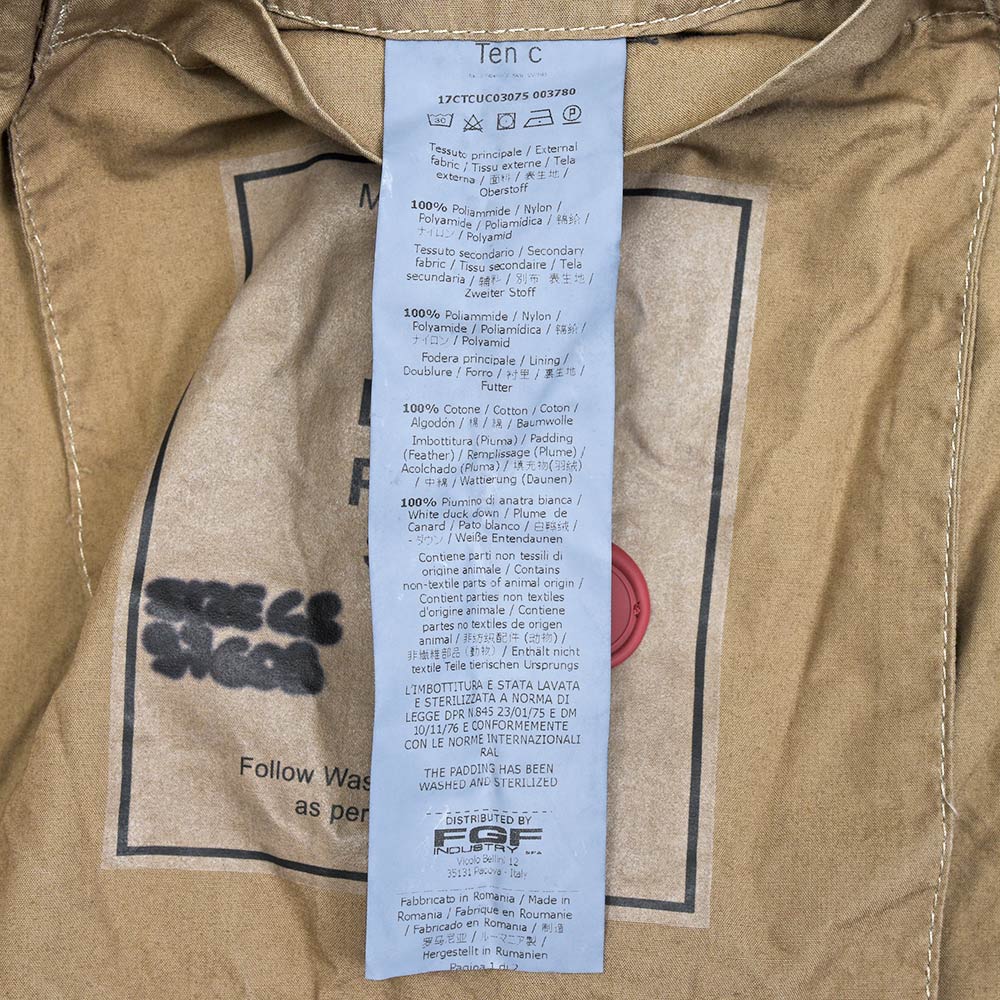 Ten c
17CTCUC03075 003780
30
P
Tessuto principale / External
fabric / Tissu externe / Tela
externa / 面料 / 表生地 /
Oberstoff
100% Poliammide / Nylon /
Polyamide / Poliamídica / 锦纶 /
ナイロン / Polyamid
Tessuto secondario / Secondary
fabric / Tissu secondaire / Tela
secundaria / 辅料 / 別布 表生地 /
Zweiter Stoff
100% Poliammide / Nylon /
Polyamide / Poliamídica / 锦纶 /
ナイロン / Polyamid
Fodera principale / Lining /
Doublure / Forro / 衬里 / 裏生地 /
Futter
100% Cotone / Cotton / Coton /
Algodón / 棉 / 綿 / Baumwolle
Imbottitura (Piuma) / Padding
(Feather) / Remplissage (Plume) /
Acolchado (Pluma) / 填充物(羽绒)
/ 中綿 / Wattierung (Daunen)
100% Piumino di anatra bianca /
White duck down / Plume de
Canard / Pato blanco / 白鸭绒 /
- ダウン / Weiße Entendaunen
Contiene parti non tessili di
origine animale / Contains
non-textile parts of animal origin /
Contient parties non textiles
d'origine animale / Contiene
partes no textiles de origen
animal / 非纺织配件 (动物) /
非繊維部品 (動物) / Enthält nicht
textile Teile tierischen Ursprungs
L'IMBOTTITURA E STATA LAVATA
E STERILIZZATA A NORMA DI
LEGGE DPR N.845 23/01/75 E DM
10/11/76 E CONFORMEMENTE
CON LE NORME INTERNAZIONALI
RAL
THE PADDING HAS BEEN
WASHED AND STERILIZED
DISTRIBUTED BY
FGF
INDUSTRY SPA
Vicolo Bellini 12
35131 Padova - Italy
Fabbricato in Romania / Made in
Romania / Fabrique en Roumanie
/ Fabricado en Romania / 制造
罗马尼亚 / ルーマニア製 /
Hergestellt in Rumanien
Pagina 1 di 2
Follow
as per